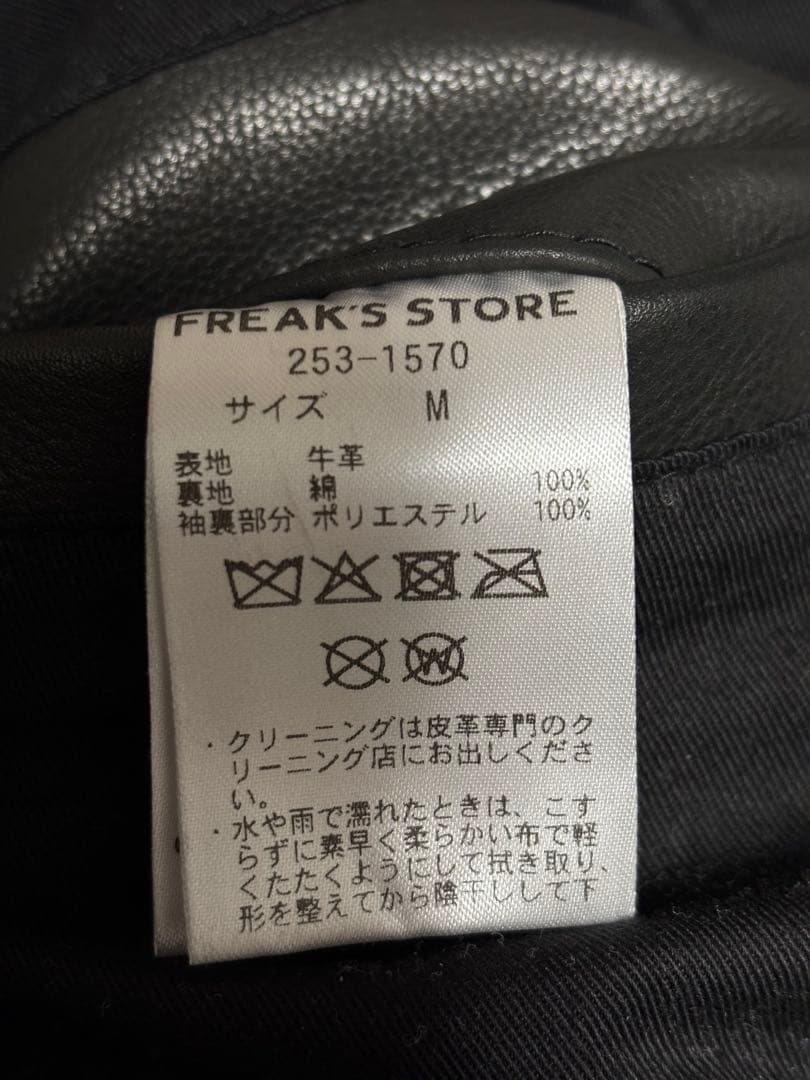 FREAK'S STORE
253-1570
サイズ M
表地 牛革
裏地 綿 100%
袖裏部分 ポリエステル 100%
W
・クリーニングは皮革専門のク
リーニング店にお出しくださ
い。
・水や雨で濡れたときは、こす
らずに素早く柔らかい布で軽
くたたくようにして拭き取り、
形を整えてから陰干しして下